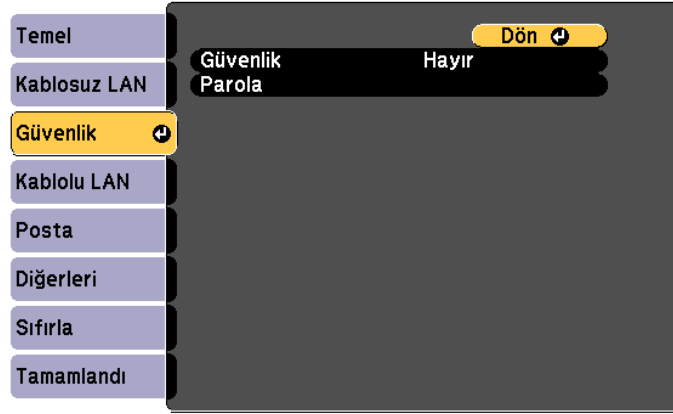 Temel
Kablosuz LAN
Güvenlik
Kablolu LAN
Posta
Diğerleri
Sıfırla
Tamamlandı
Dön
Güvenlik Hayır
Parola